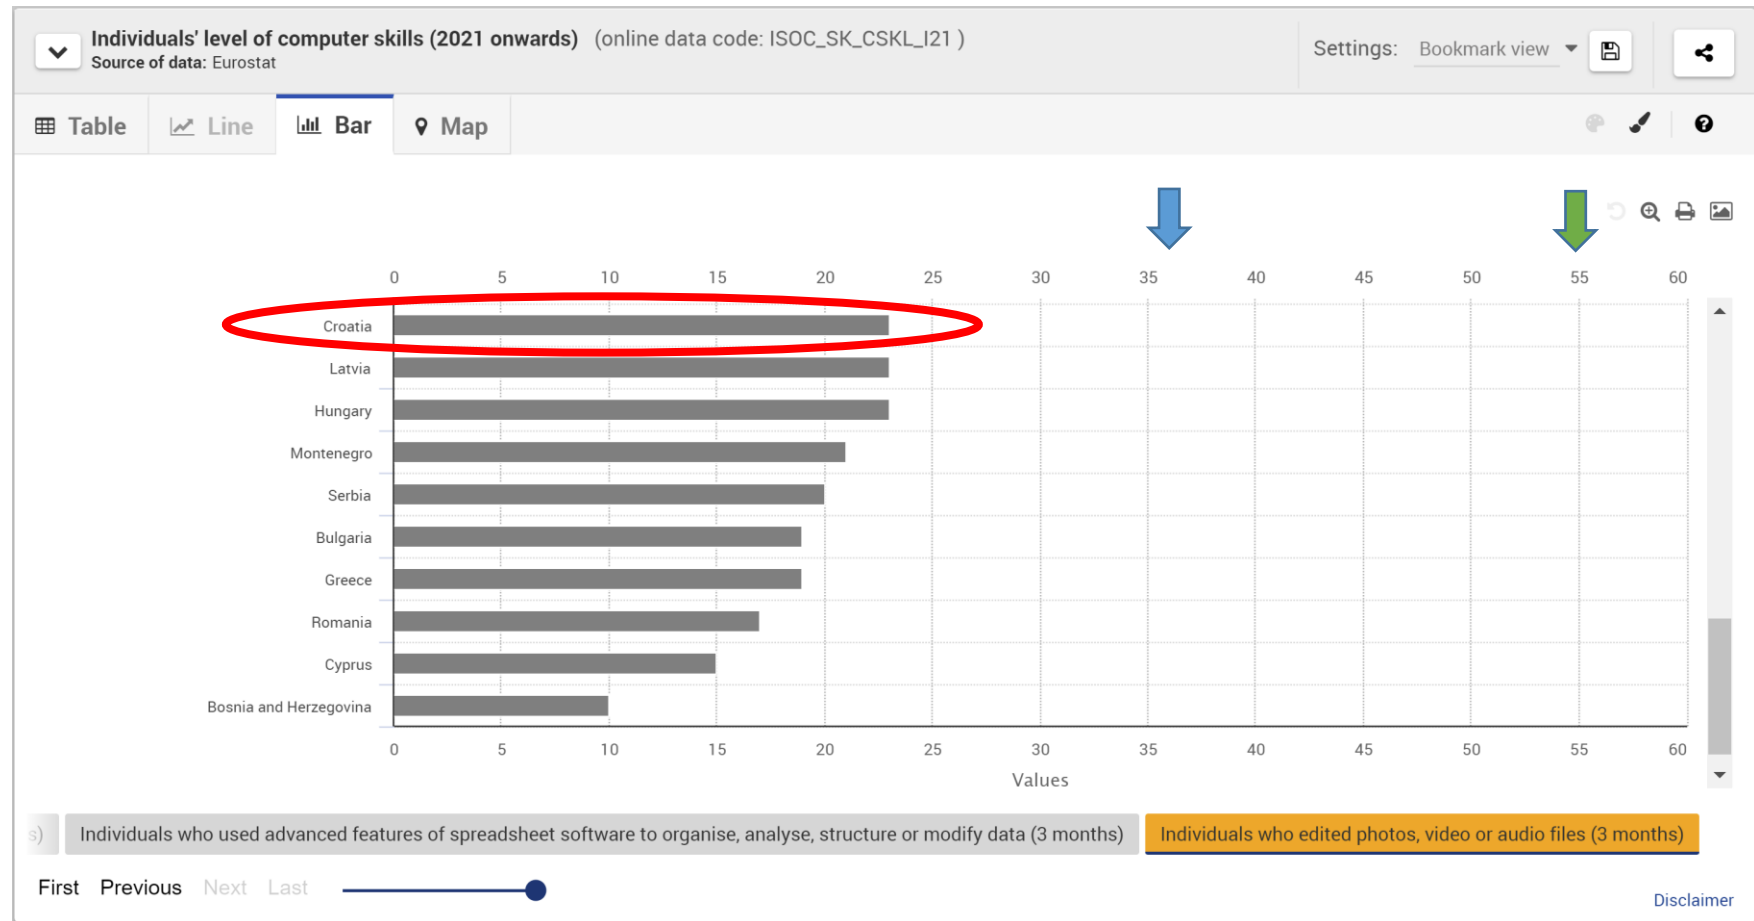 Individuals' level of computer skills (2021 onwards) (online data code: ISOC_SK_CSKL_I21 )
Source of data: Eurostat
Settings: Bookmark view
Table Line Bar Map
0 5 10 15 20 25 30 35 40 45 50 55 60
Croatia
Latvia
Hungary
Montenegro
Serbia
Bulgaria
Greece
Romania
Cyprus
Bosnia and Herzegovina
0 5 10 15 20 25 30 35 40 45 50 55 60
Values
s) Individuals who used advanced features of spreadsheet software to organise, analyse, structure or modify data (3 months) Individuals who edited photos, video or audio files (3 months)
First Previous Next Last
Disclaimer